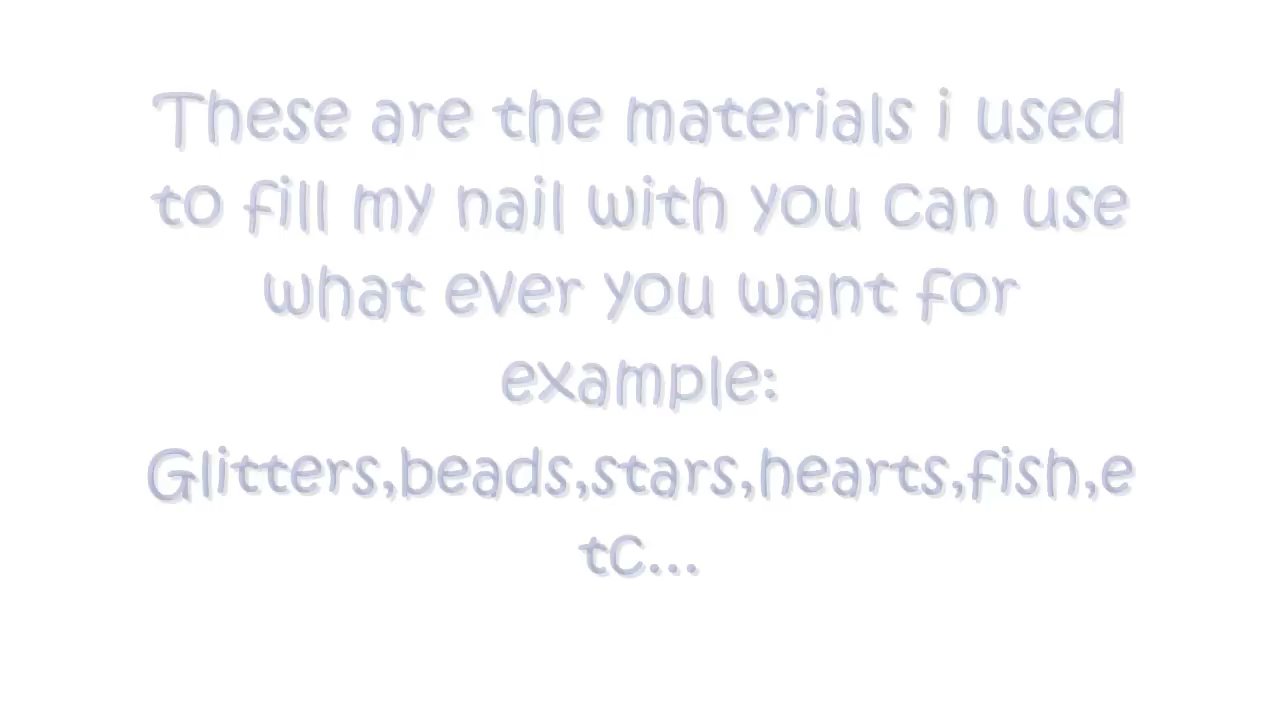 These are the materials i used
to fill my nail with you can use
what ever you want for
example:
Glitters,beads,stars,hearts,fish,e
tc...